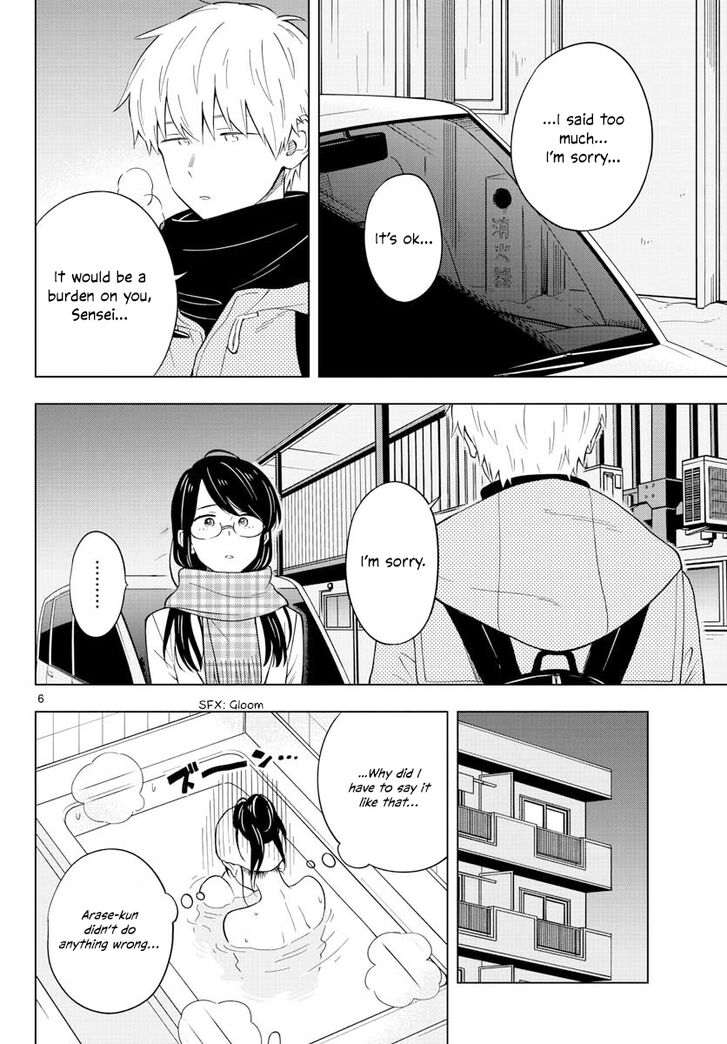 ...I said too
much...
I'm sorry...
It's ok...
消火器
It would be a
burden on you,
Sensei...
I'm sorry.
........
6
SFX: Gloom
ズーン...
...Why did I
have to say it
like that...
Arase-kun
didn't do
anything wrong...